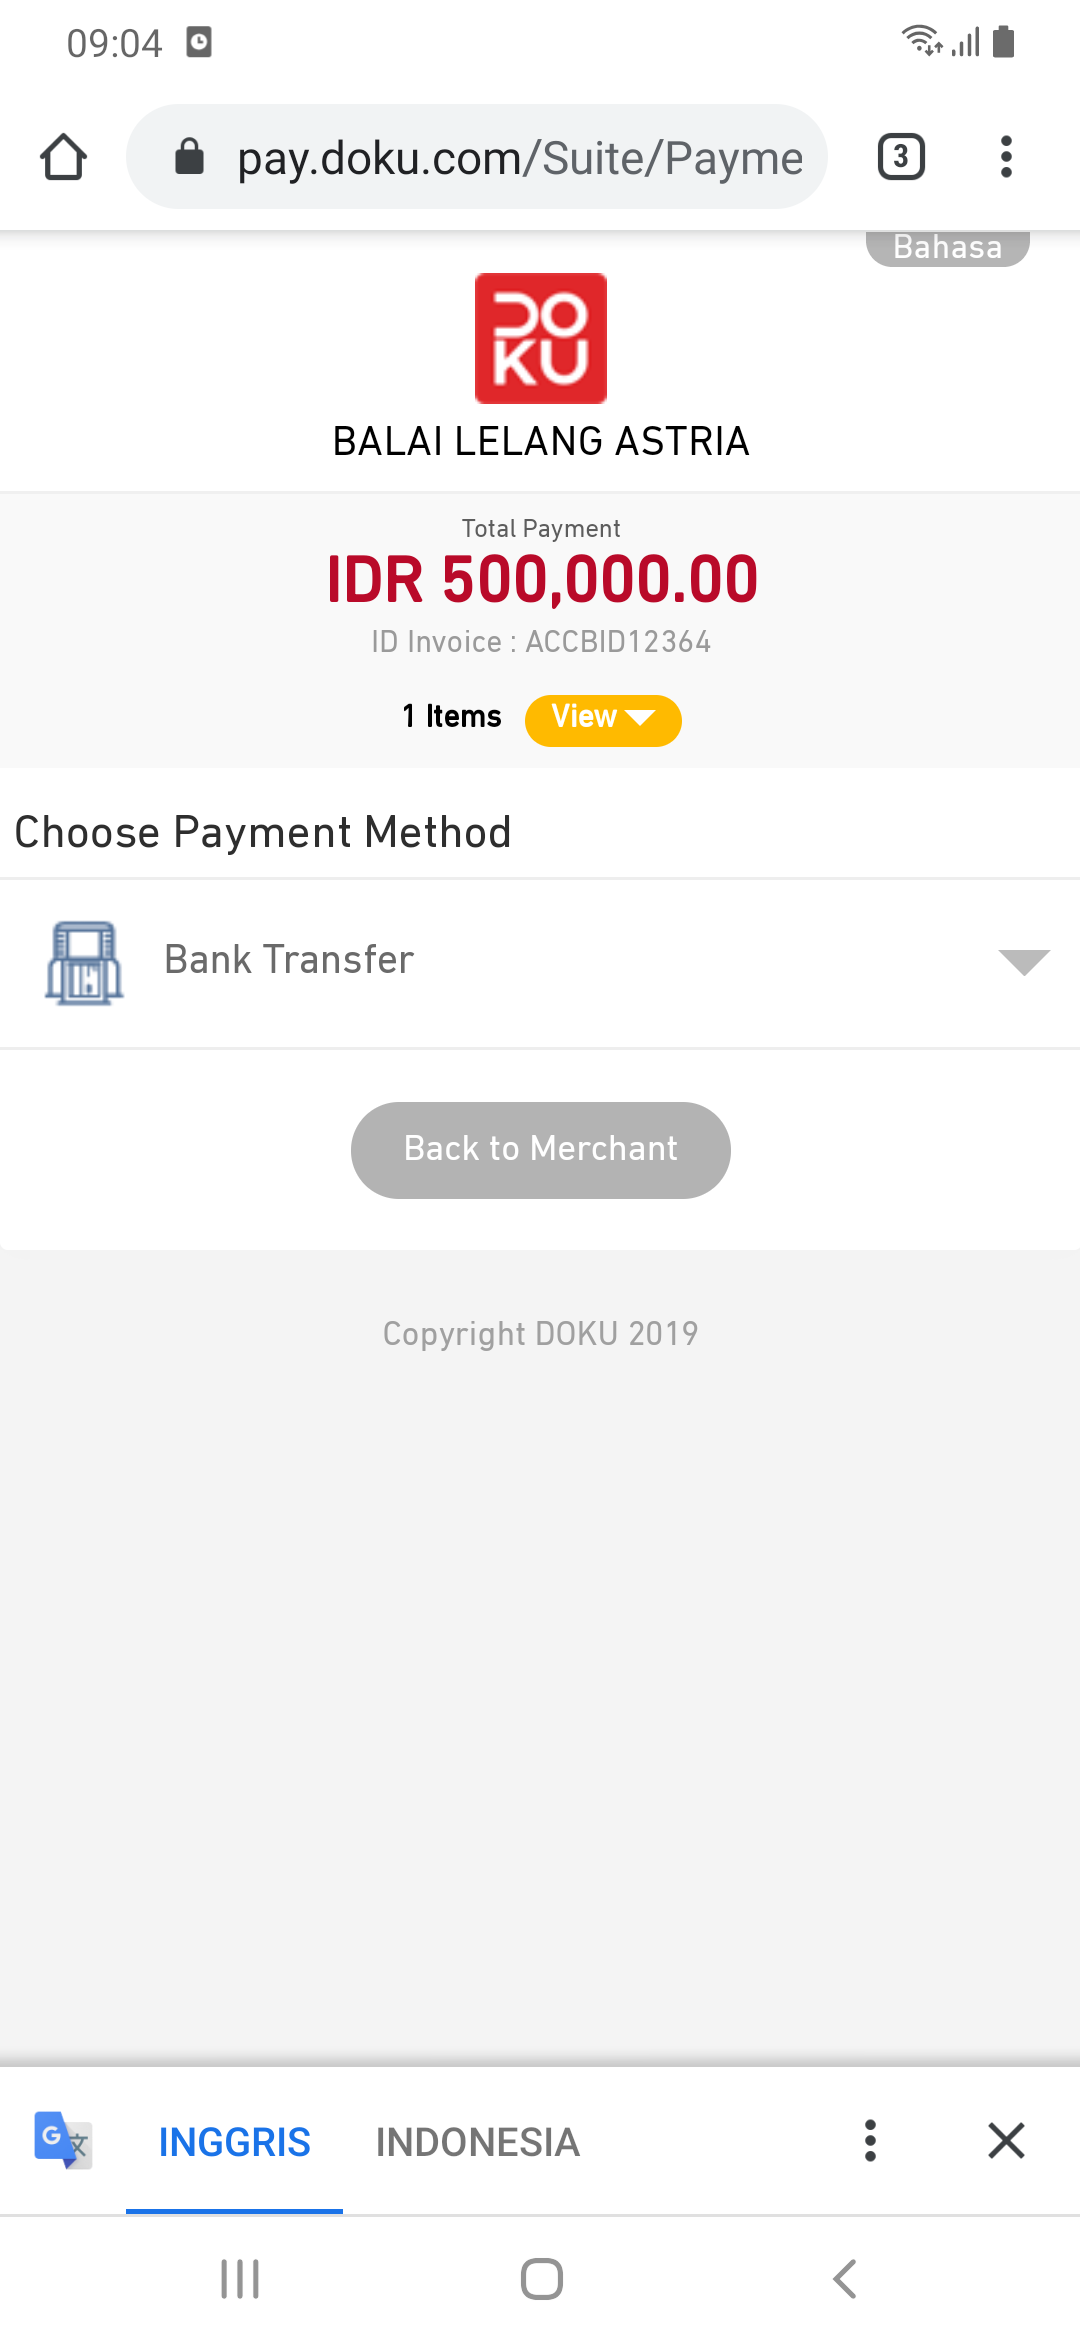 09:04
pay.doku.com/Suite/Payme
3
Bahasa
DOKU
BALAI LELANG ASTRIA
Total Payment
IDR 500,000.00
ID Invoice : ACCBID12364
1 Items
View
Choose Payment Method
Bank Transfer
Back to Merchant
Copyright DOKU 2019
G 文
INGGRIS
INDONESIA